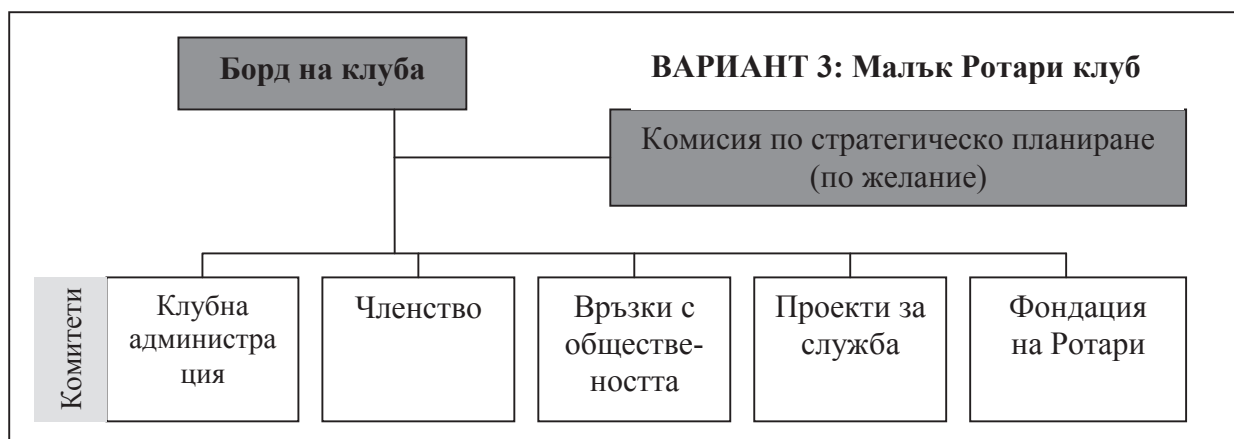 Борд на клуба
ВАРИАНТ 3: Малък Ротари клуб
Комисия по стратегическо планиране
(по желание)
Комитети
Клубна
администра
ция
Членство
Връзки с
обществе-
ността
Проекти за
служба
Фондация
на Ротари